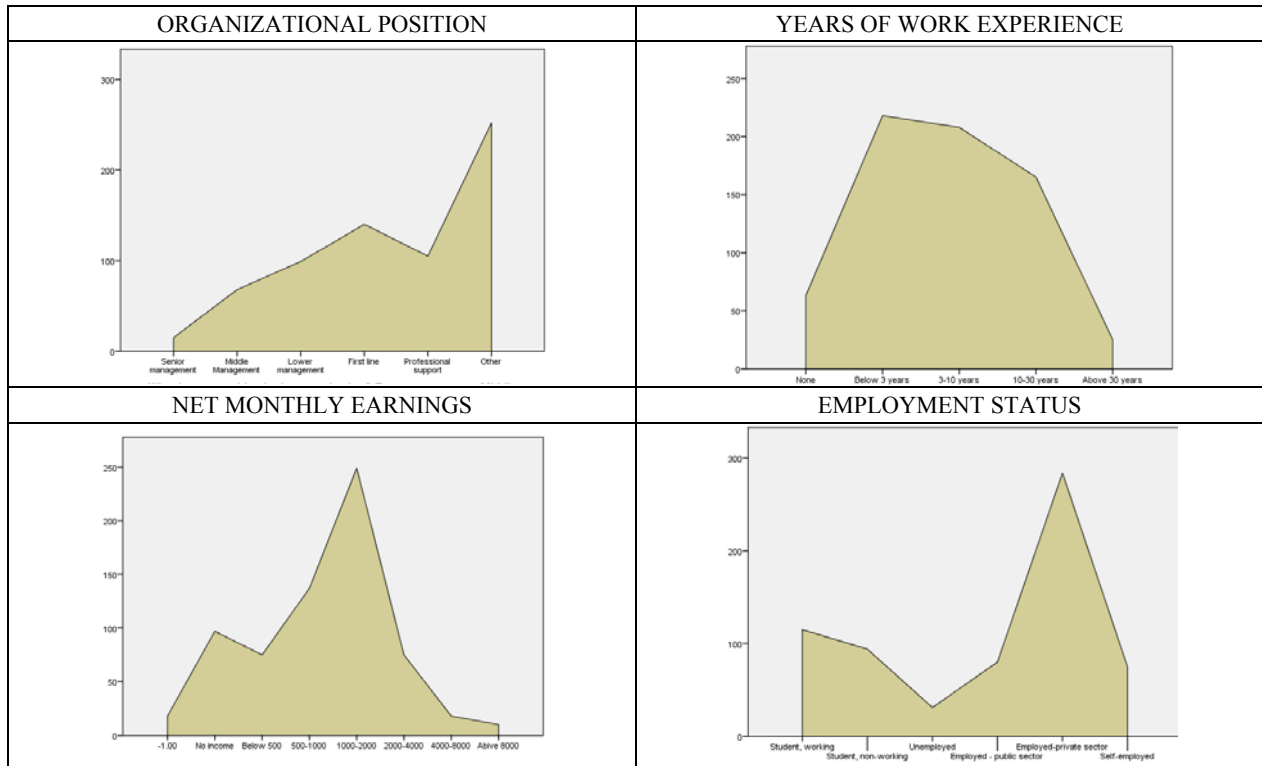 ORGANIZATIONAL POSITION
YEARS OF WORK EXPERIENCE
300
200
100
0
Senior management
Middle Management
Lower management
First line
Professional support
Other
250
200
150
100
50
0
None
Below 3 years
3-10 years
10-30 years
Above 30 years
NET MONTHLY EARNINGS
EMPLOYMENT STATUS
250
200
150
100
50
0
-1.00
No income
Below 500
500-1000
1000-2000
2000-4000
4000-8000
Abive 8000
300
200
100
0
Student, working
Student, non-working
Unemployed
Employed - public sector
Employed-private sector
Self-employed